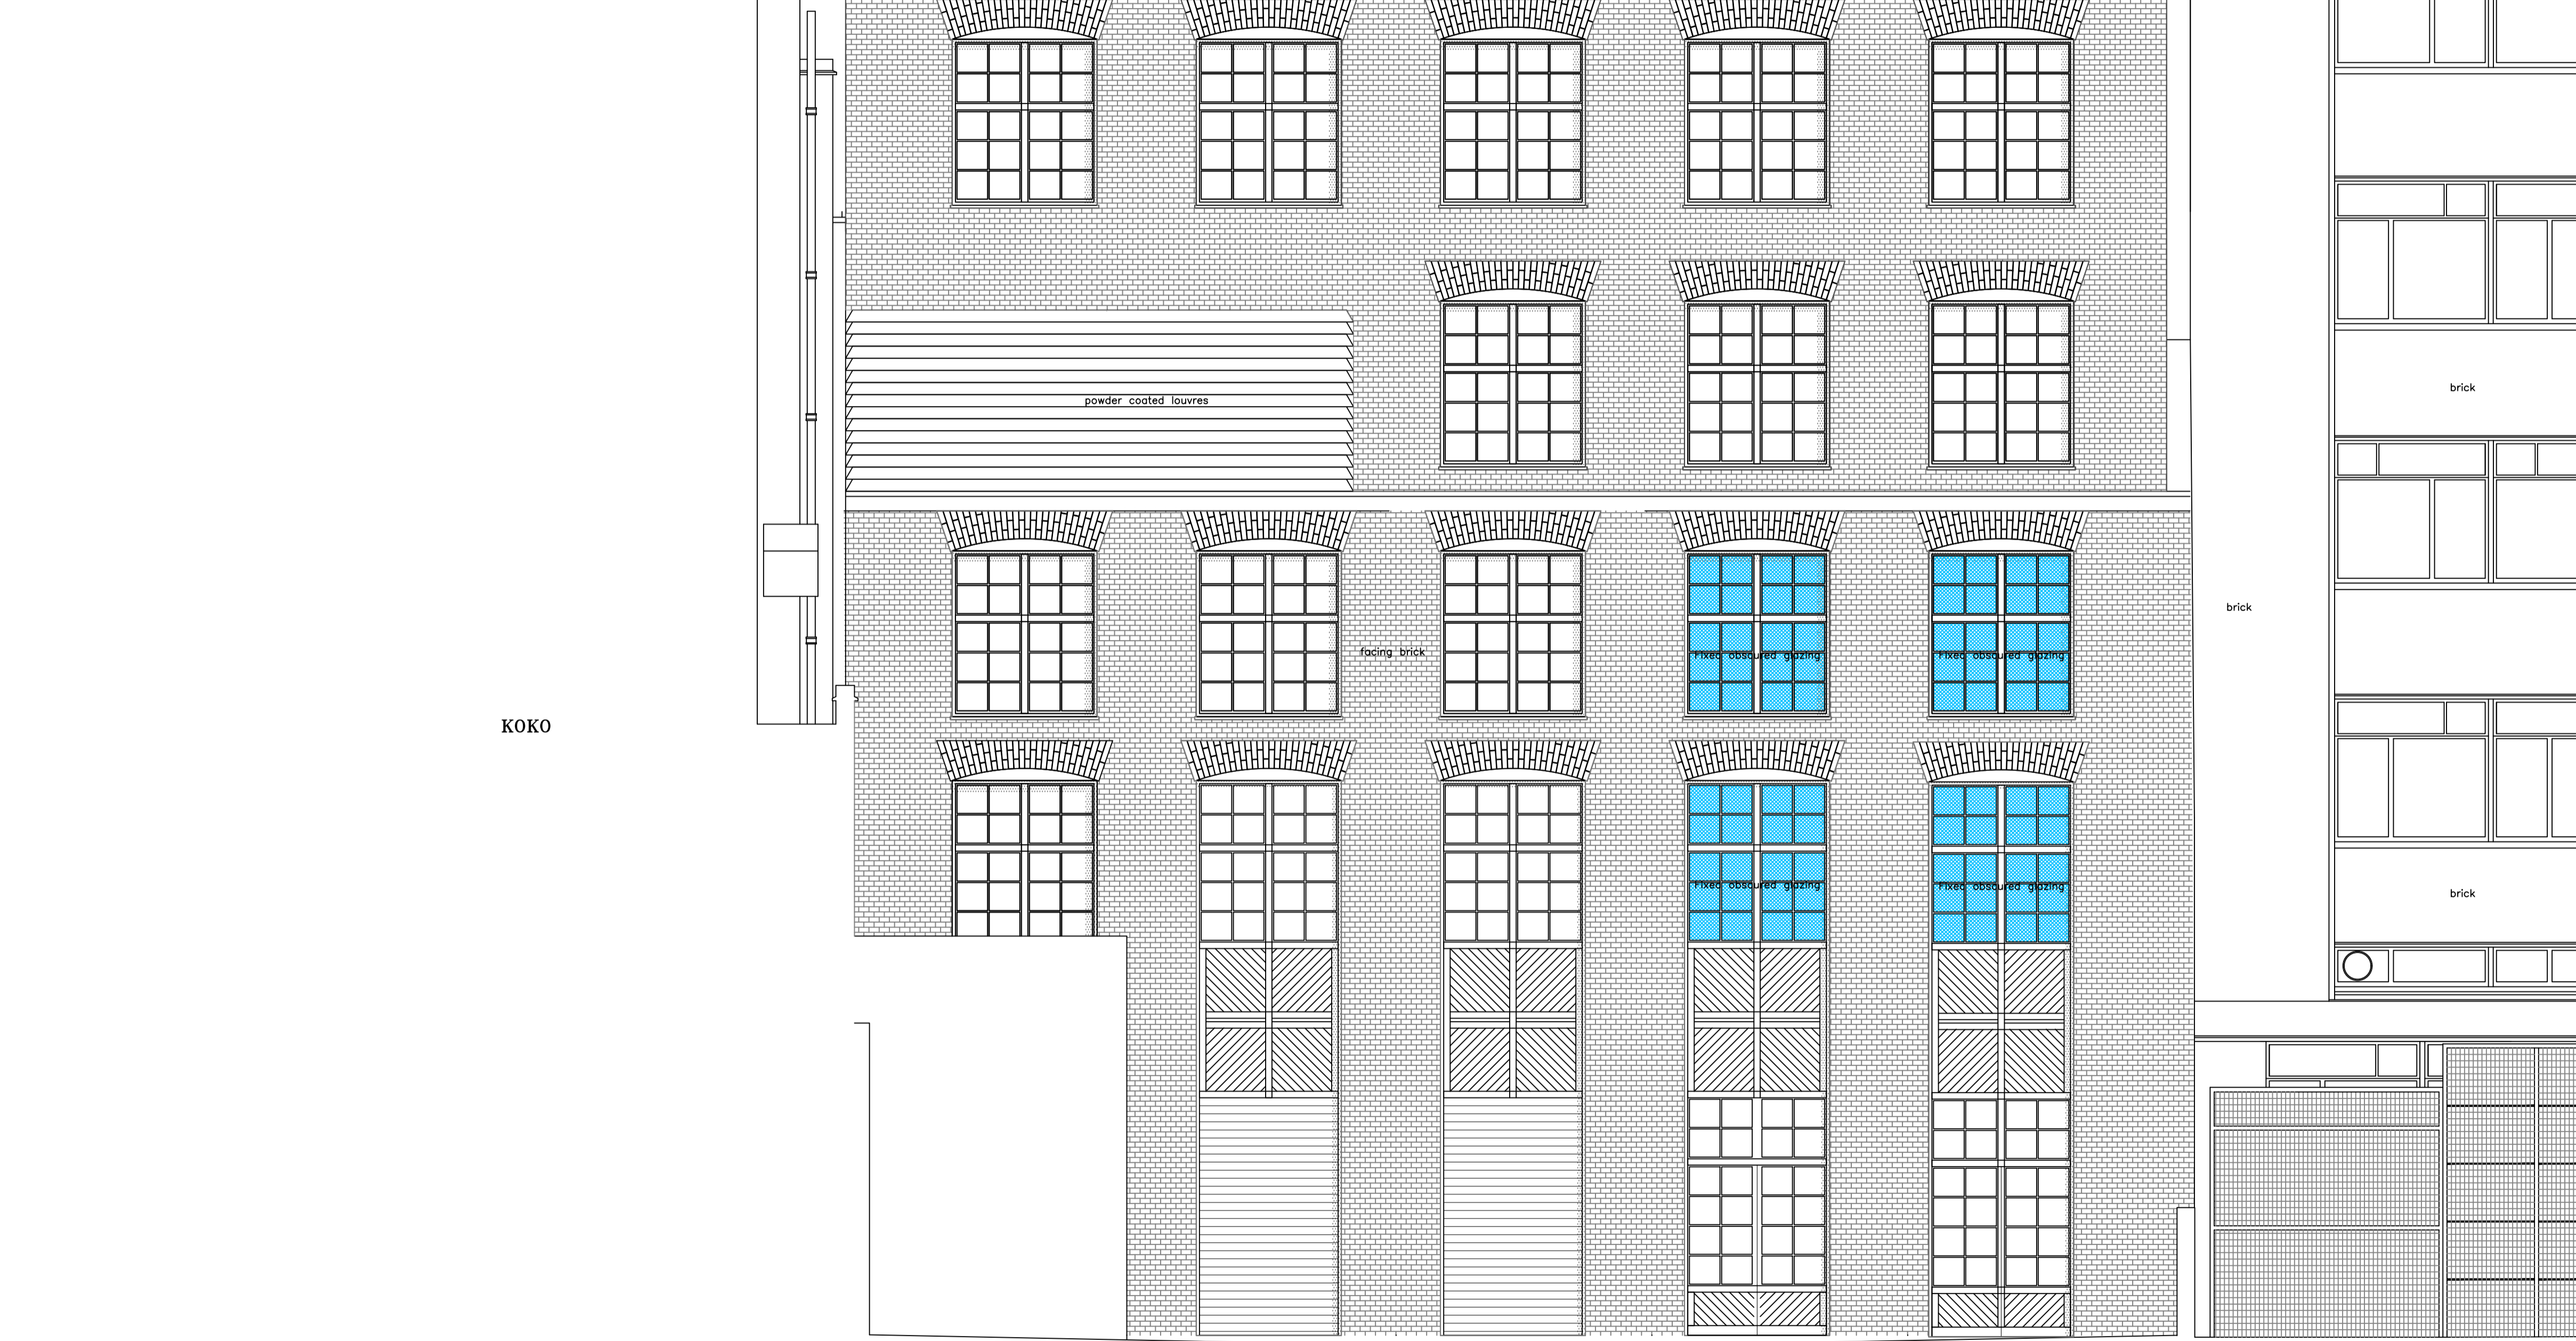 powder coated louvres
brick
brick
facing brick
Fixed obscured glazing
Fixed obscured glazing
KOKO
Fixed obscured glazing
Fixed obscured glazing
brick